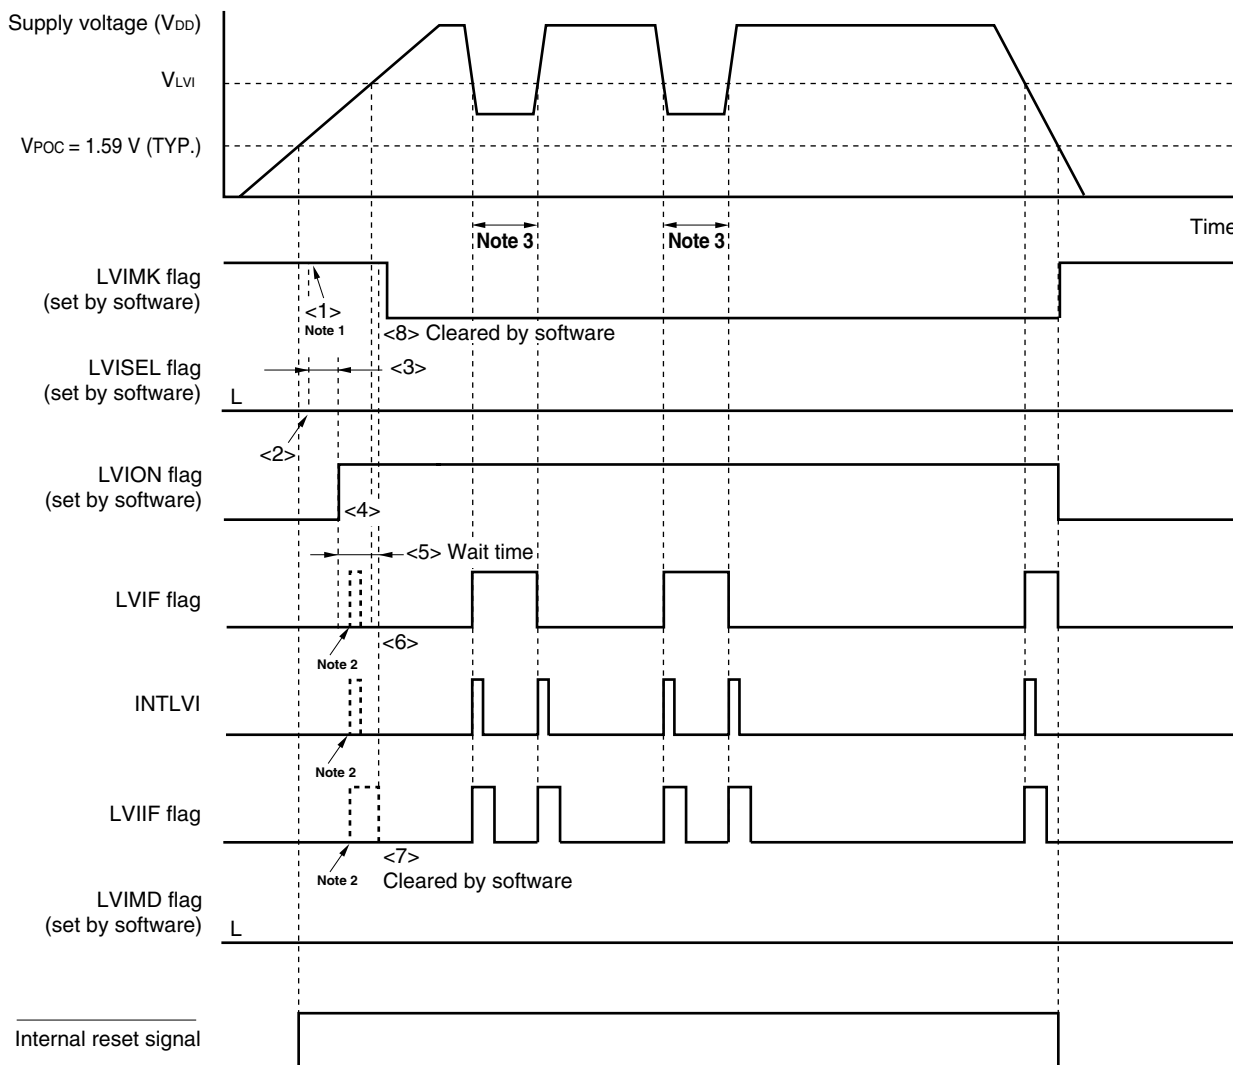 Supply voltage (VDD)
VLVI
VPOC = 1.59 V (TYP.)
Time
Note 3 Note 3
LVIMK flag
(set by software)
<1>
Note 1
<8> Cleared by software
LVISEL flag
(set by software)
L
<3>
<2>
LVION flag
(set by software)
<4>
<5> Wait time
LVIF flag
Note 2
<6>
INTLVI
Note 2
LVIIF flag
Note 2
<7>
Cleared by software
LVIMD flag
(set by software)
L
Internal reset signal